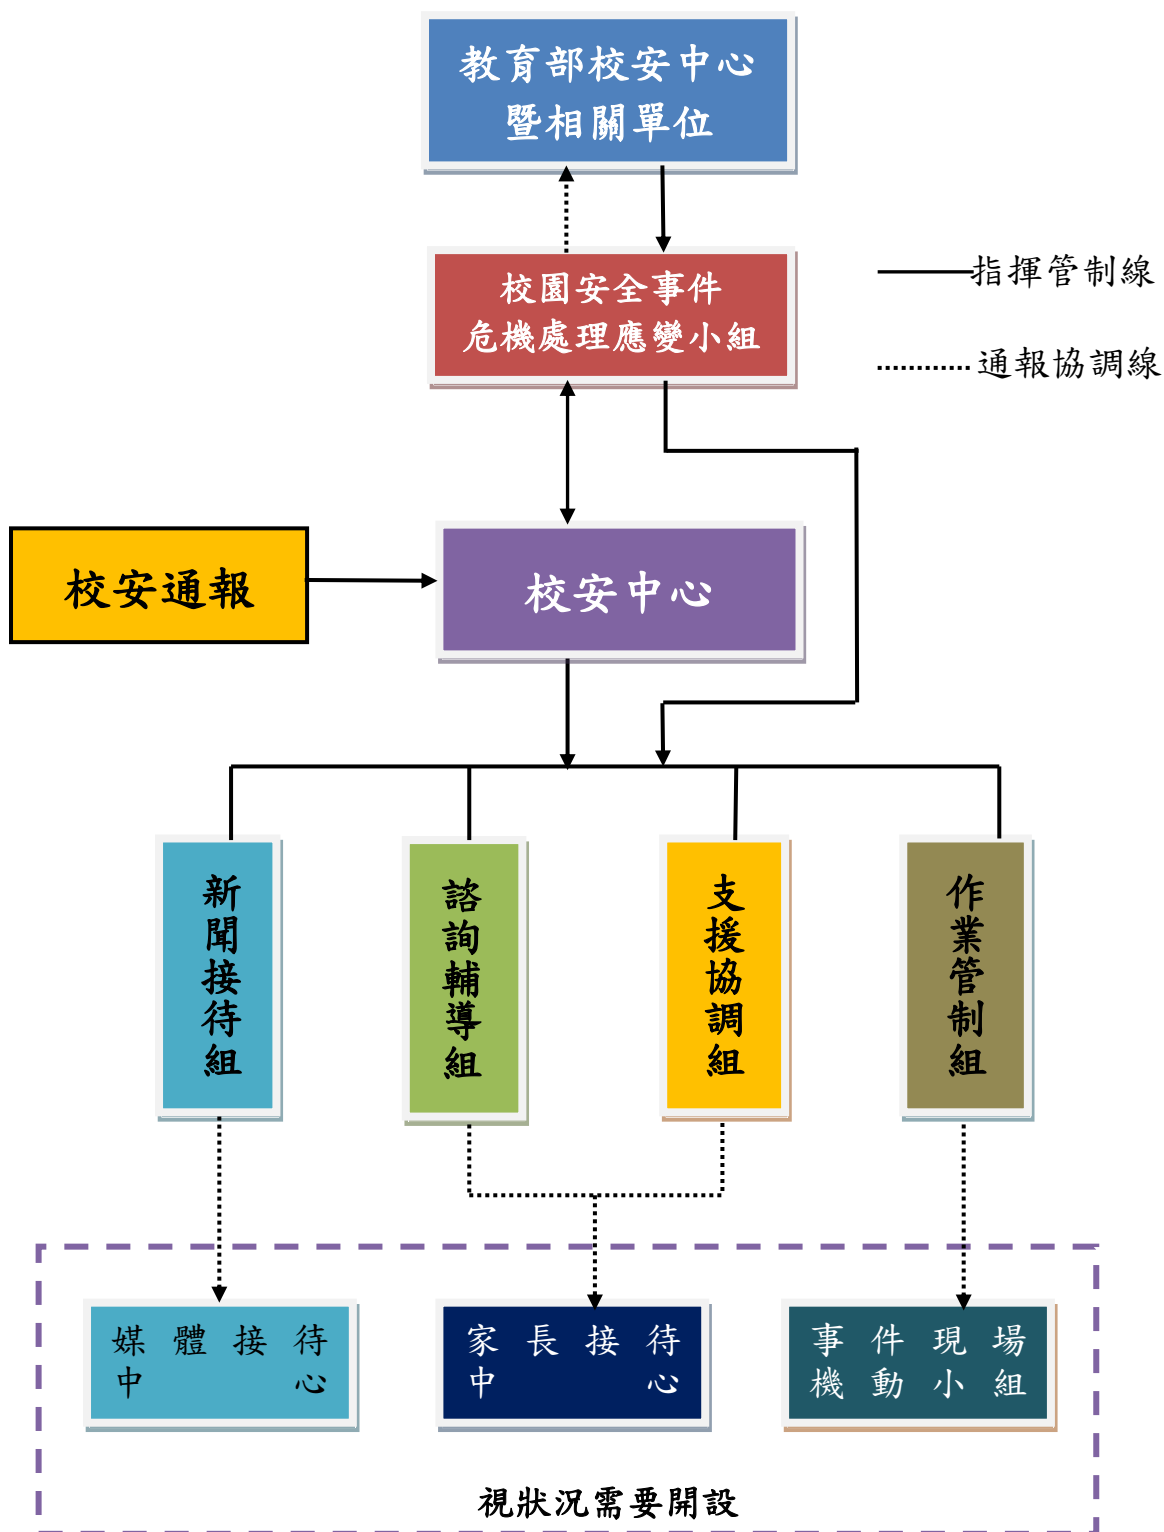 教育部校安中心
暨相關單位
校園安全事件
危機處理應變小組
指揮管制線
通報協調線
校安通報
校安中心
新聞接待組
諮詢輔導組
支援協調組
作業管制組
媒體接待
中心
家長接待
中心
事件現場
機動小組
視狀況需要開設